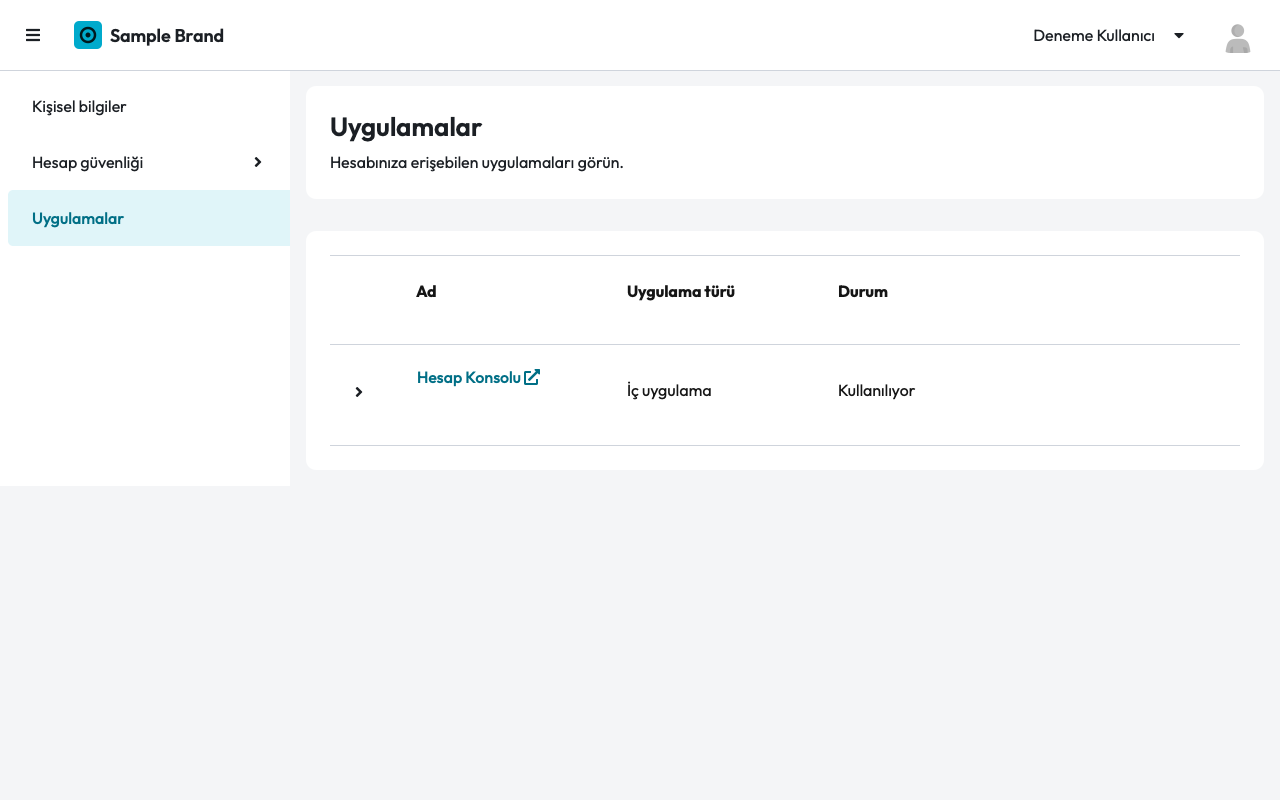 Sample Brand
Deneme Kullanıcı
Kişisel bilgiler
Hesap güvenliği
Uygulamalar
Uygulamalar
Hesabınıza erişebilen uygulamaları görün.
Ad Uygulama türü Durum
Hesap Konsolu İç uygulama Kullanılıyor